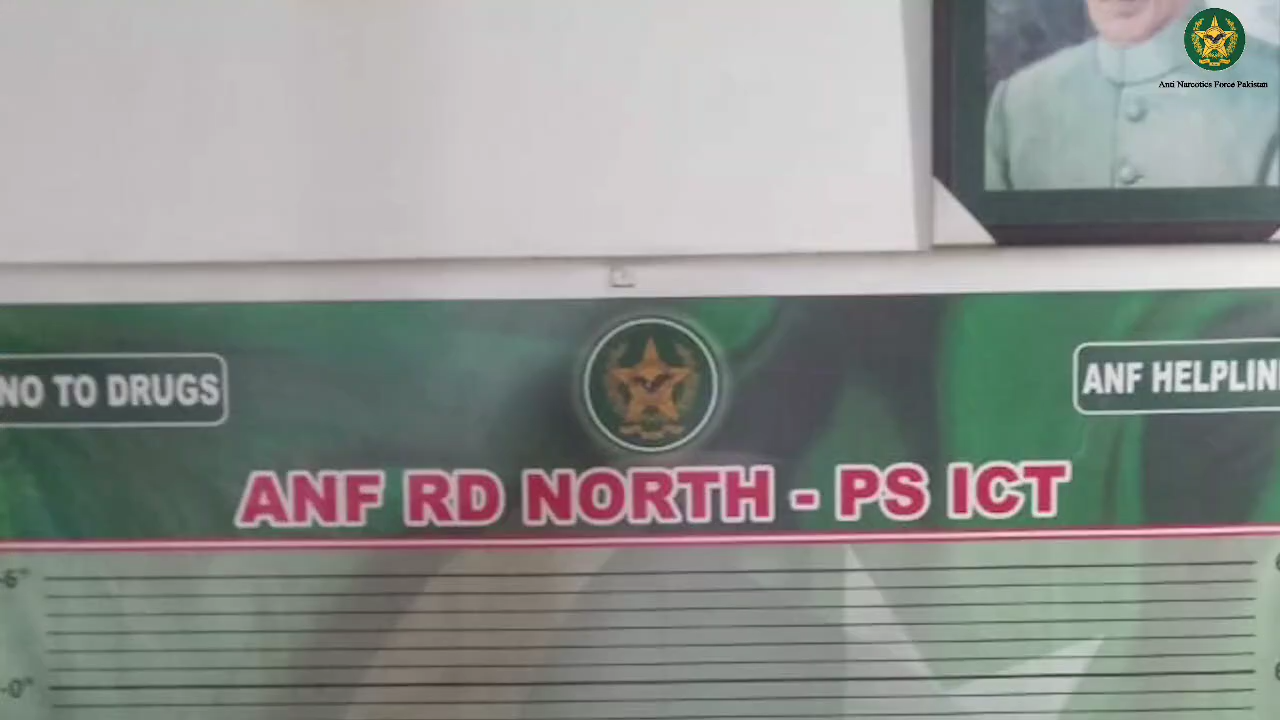 Anti Narcotics Force Pakistan
NO TO DRUGS
ANF HELPLIN
ANF RD NORTH - PS ICT